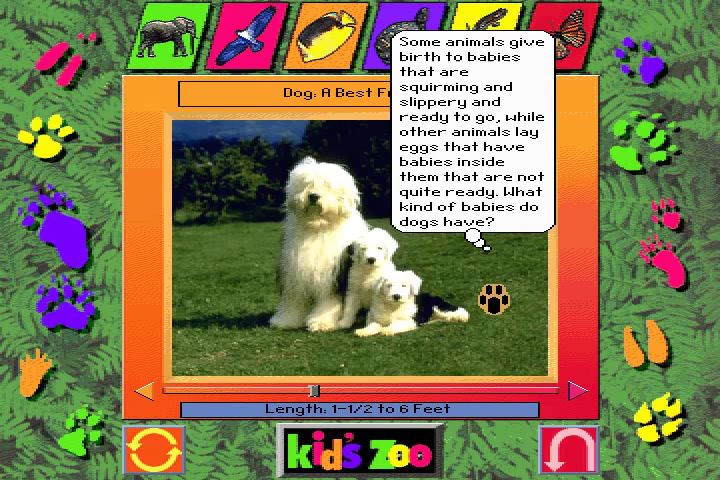 Dog: A Best
Some animals give
birth to babies
that are
squirming and
slippery and
ready to go, while
other animals lay
eggs that have
babies inside
them that are not
quite ready. What
kind of babies do
dogs have?
Length: 1-1/2 to 6 Feet
kid's Zoo